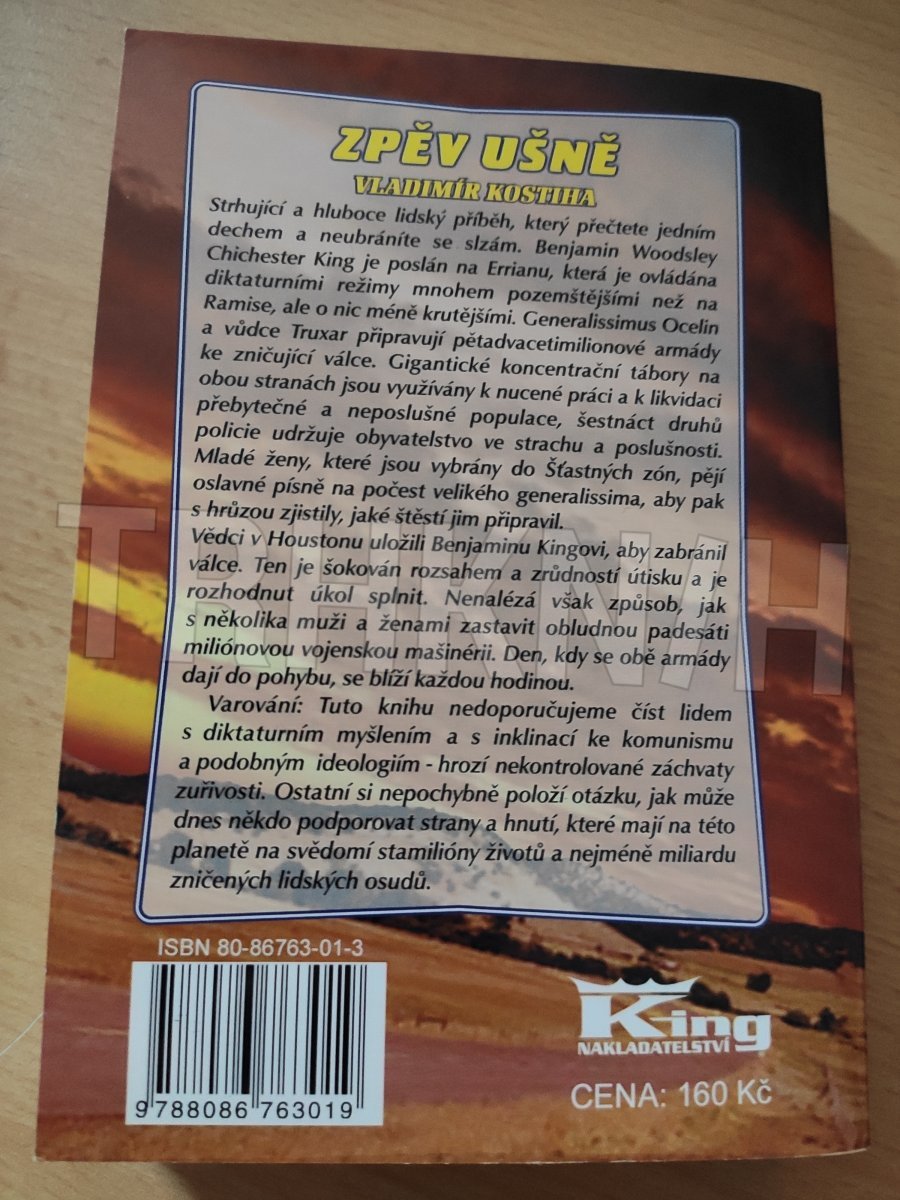 ZPĚV UŠNĚ
VLADIMÍR KOSTIHA
Strhující a hluboce lidský příběh, který přečtete jedním
dechem a neubráníte se slzám. Benjamin Woodsley
Chichester King je poslán na Errianu, která je ovládána
diktaturními režimy mnohem pozemštějšími než na
Ramise, ale o nic méně krutějšími. Generalissimus Ocelin
a vůdce Truxar připravují pětadvacetimilionové armády
ke zničující válce. Gigantické koncentrační tábory na
obou stranách jsou využívány k nucené práci a k likvidaci
přebytečné a neposlušné populace, šestnáct druhů
policie udržuje obyvatelstvo ve strachu a poslušnosti.
Mladé ženy, které jsou vybrány do Šťastných zón, pějí
oslavné písně na počest velikého generalissima, aby pak
s hrůzou zjistily, jaké štěstí jim připravil.
Vědci v Houstonu uložili Benjaminu Kingovi, aby zabránil
válce. Ten je šokován rozsahem a zrůdností útisku a je
rozhodnut úkol splnit. Nenalézá však způsob, jak
s několika muži a ženami zastavit obludnou padesáti
miliónovou vojenskou mašinérii. Den, kdy se obě armády
dají do pohybu, se blíží každou hodinou.
Varování: Tuto knihu nedoporučujeme číst lidem
s diktaturním myšlením a s inklinací ke komunismu
a podobným ideologiím - hrozí nekontrolované záchvaty
zuřivosti. Ostatní si nepochybně položí otázku, jak může
dnes někdo podporovat strany a hnutí, které mají na této
planetě na svědomí stamilióny životů a nejméně miliardu
zničených lidských osudů.
ISBN 80-86763-01-3
9 788086 763019
King
NAKLADATELSTVÍ
CENA: 160 Kč